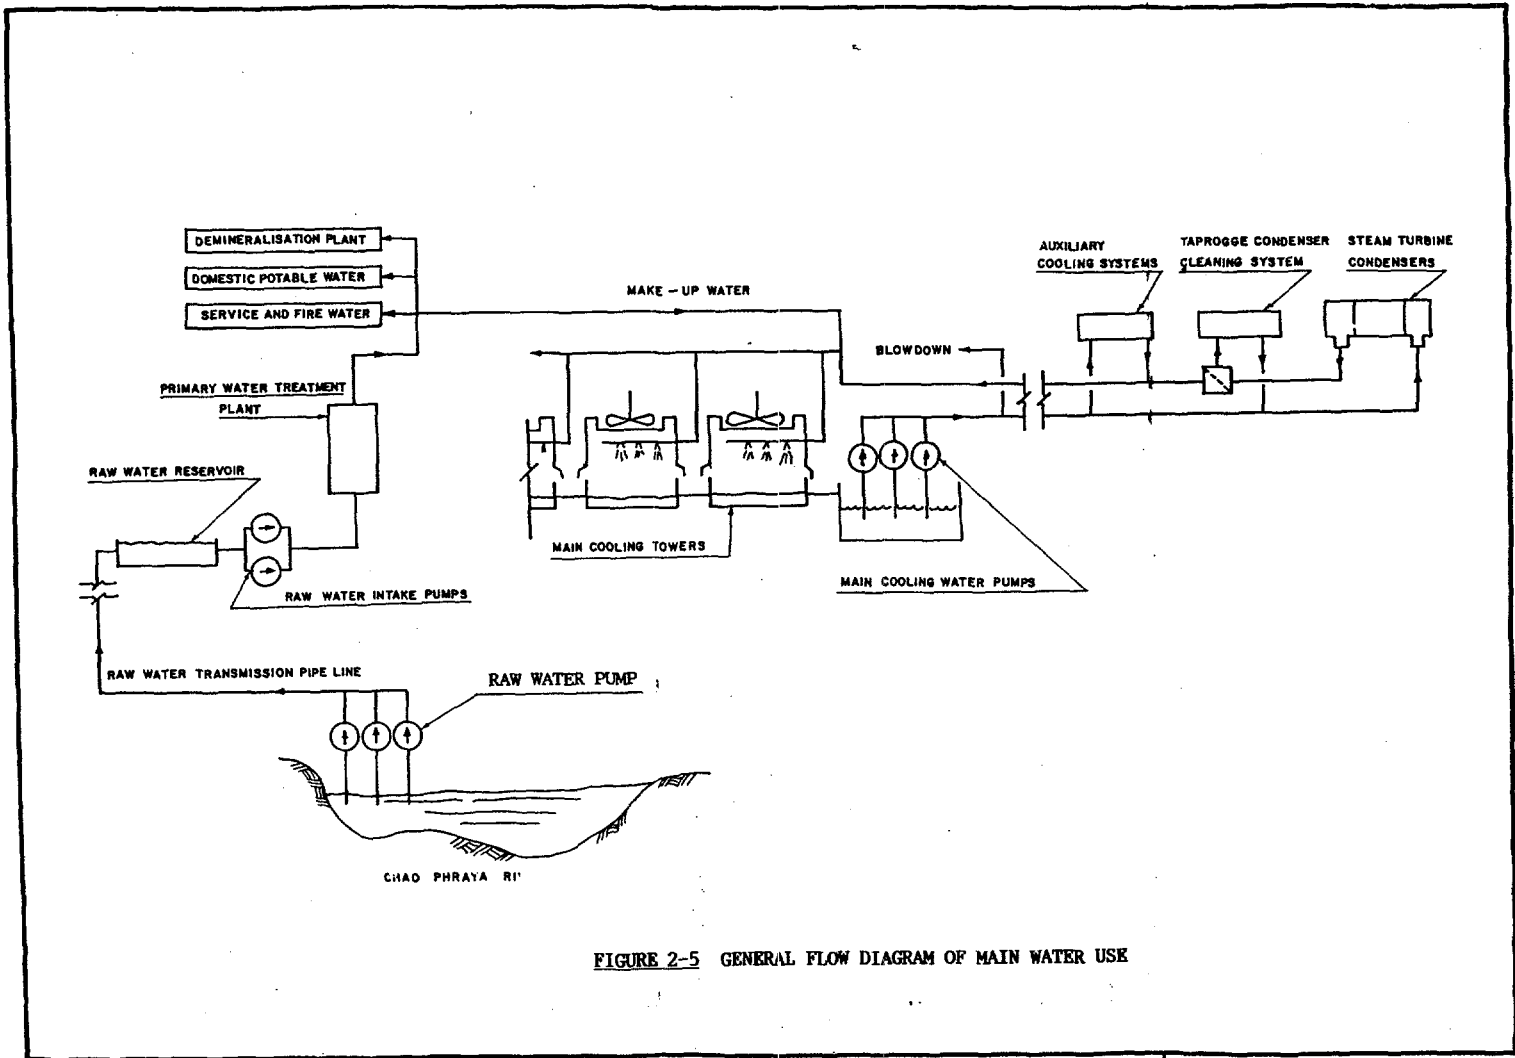 DEMINERALISATION PLANT
DOMESTIC POTABLE WATER
SERVICE AND FIRE WATER
MAKE-UP WATER
AUXILIARY
COOLING SYSTEMS
TAPROGGE CONDENSER
CLEANING SYSTEM
STEAM TURBINE
CONDENSERS
BLOWDOWN
PRIMARY WATER TREATMENT
PLANT
RAW WATER RESERVOIR
MAIN COOLING TOWERS
MAIN COOLING WATER PUMPS
RAW WATER INTAKE PUMPS
RAW WATER TRANSMISSION PIPE LINE
RAW WATER PUMP
CHAO PHRAYA
FIGURE 2-5 GENERAL FLOW DIAGRAM OF MAIN WATER USE